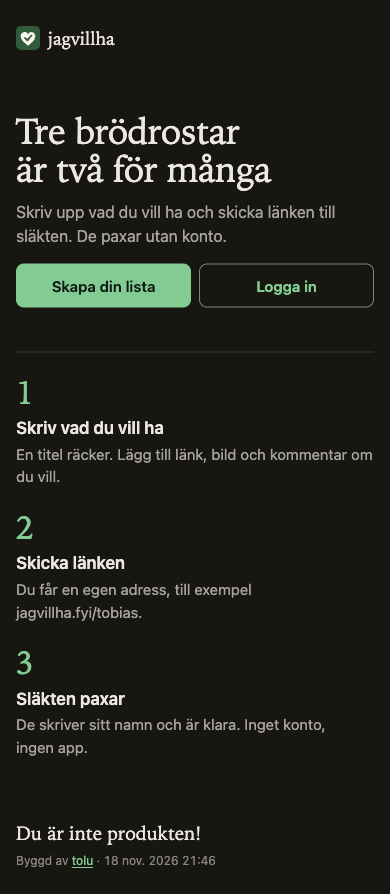 jagvillha
Tre brödrostar
är två för många
Skriv upp vad du vill ha och skicka länken till
släkten. De paxar utan konto.
Skapa din lista
Logga in
1
Skriv vad du vill ha
En titel räcker. Lägg till länk, bild och kommentar om
du vill.
2
Skicka länken
Du får en egen adress, till exempel
jagvillha.fyi/tobias.
3
Släkten paxar
De skriver sitt namn och är klara. Inget konto,
ingen app.
Du är inte produkten!
Byggd av tolu · 18 nov. 2026 21:46